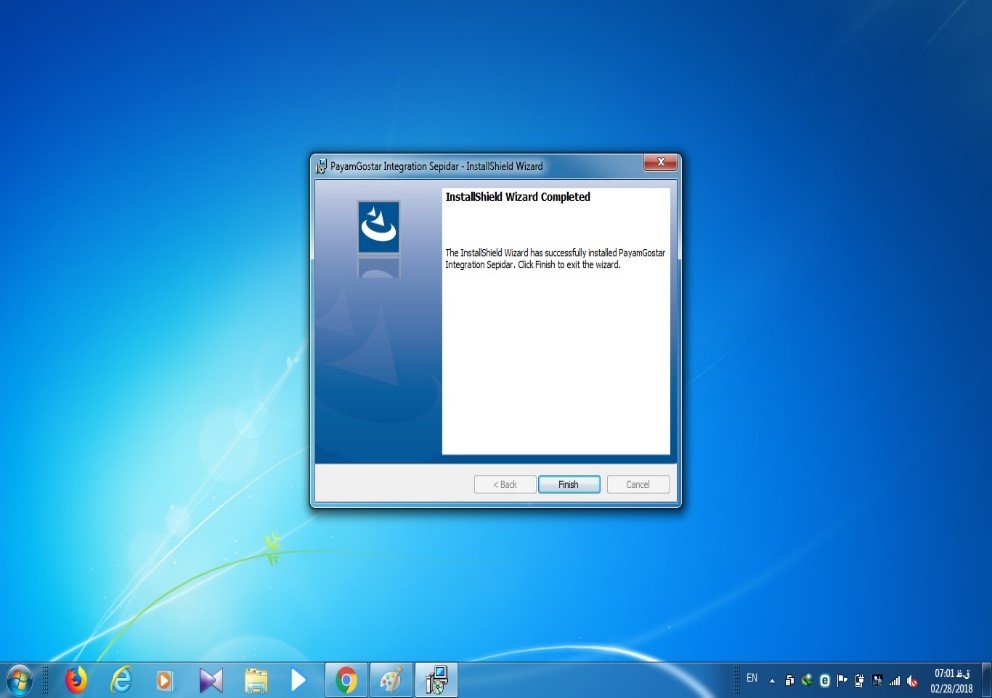 PayamGostar Integration Sepidar - InstallShield Wizard
InstallShield Wizard Completed
The InstallShield Wizard has successfully installed PayamGostar
Integration Sepidar. Click Finish to exit the wizard.
< Back
Finish
Cancel
EN
07:01 ق.ظ
02/28/2018